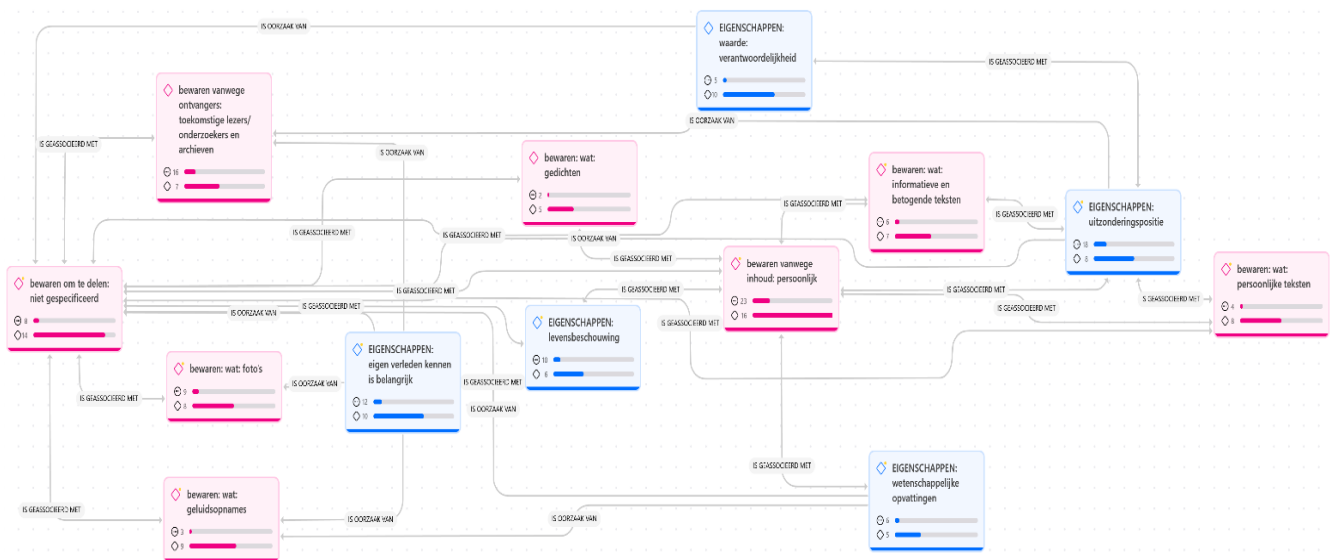 IS OORZAAK VAN
EIGENSCHAPPEN:
waarde:
verantwoordelijkheid
5
10
IS GEASSOCIEERD MET
bewaren vanwege
ontvangers:
toekomstige lezers/
onderzoekers en
archieven
16
7
IS OORZAAK VAN
IS GEASSOCIEERD MET
IS OORZAAK VAN
bewaren: wat:
gedichten
2
5
bewaren: wat:
informatieve en
betogende teksten
6
7
IS GEASSOCIEERD MET
IS GEASSOCIEERD MET
EIGENSCHAPPEN:
uitzonderingspositie
18
8
IS GEASSOCIEERD MET
IS GEASSOCIEERD MET
IS OORZAAK VAN
IS GEASSOCIEERD MET
bewaren om te delen:
niet gespecificeerd
8
14
bewaren vanwege
inhoud: persoonlijk
23
16
bewaren: wat:
persoonlijke teksten
4
8
IS GEASSOCIEERD MET
IS GEASSOCIEERD MET
IS GEASSOCIEERD MET
IS GEASSOCIEERD MET
IS OORZAAK VAN
IS GEASSOCIEERD MET
IS GEASSOCIEERD MET
EIGENSCHAPPEN:
levensbeschouwing
10
6
EIGENSCHAPPEN:
eigen verleden kennen
is belangrijk
12
10
bewaren: wat: foto's
9
8
IS OORZAAK VAN
IS GEASSOCIEERD MET
IS GEASSOCIEERD MET
IS OORZAAK VAN
IS GEASSOCIEERD MET
EIGENSCHAPPEN:
wetenschappelijke
opvattingen
6
5
bewaren: wat:
geluidsopnames
3
9
IS GEASSOCIEERD MET
IS OORZAAK VAN
IS OORZAAK VAN